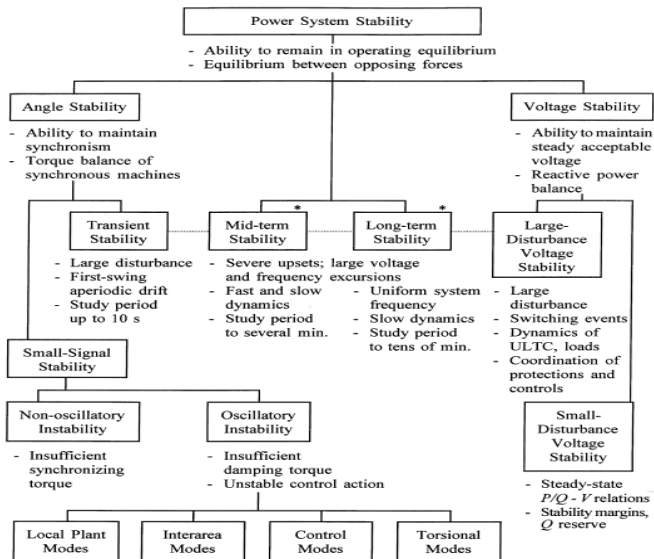 Power System Stability
- Ability to remain in operating equilibrium
- Equilibrium between opposing forces
Angle Stability
- Ability to maintain
synchronism
- Torque balance of
synchronous machines
Voltage Stability
- Ability to maintain
steady acceptable
voltage
- Reactive power
balance
Transient
Stability
- Large disturbance
- First-swing
aperiodic drift
- Study period
up to 10 s
*
Mid-term
Stability
*
Long-term
Stability
- Severe upsets; large voltage
and frequency excursions
- Fast and slow
dynamics
- Study period
to several min.
- Uniform system
frequency
- Slow dynamics
- Study period
to tens of min.
Large-
Disturbance
Voltage
Stability
- Large
disturbance
- Switching events
- Dynamics of
ULTC, loads
- Coordination of
protections and
controls
Small-Signal
Stability
Non-oscillatory
Instability
- Insufficient
synchronizing
torque
Oscillatory
Instability
- Insufficient
damping torque
- Unstable control action
Small-
Disturbance
Voltage
Stability
- Steady-state
P/Q - V relations
- Stability margins,
Q reserve
Local Plant
Modes
Interarea
Modes
Control
Modes
Torsional
Modes